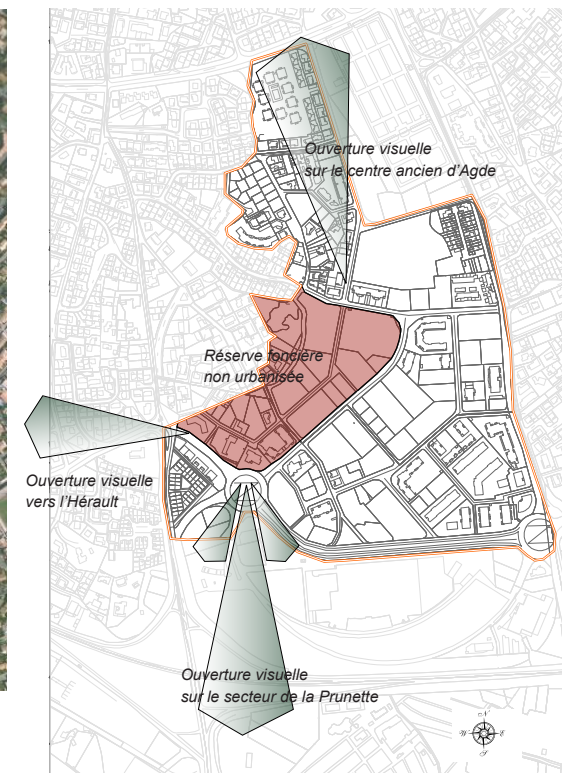 Ouverture visuelle
sur le centre ancien d'Agde
Réserve foncière
non urbanisée
Ouverture visuelle
vers l'Hérault
Ouverture visuelle
sur le secteur de la Prunette
N
W E
S